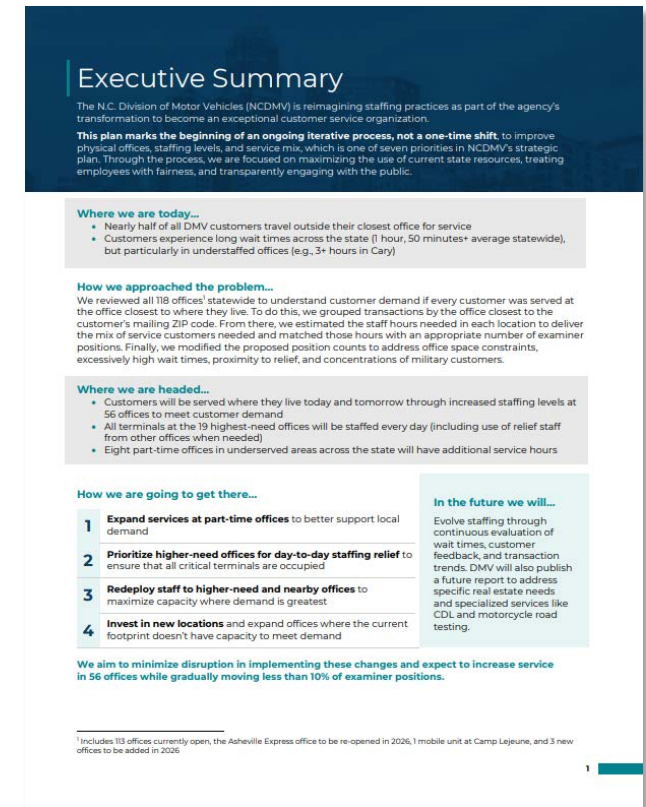 Executive Summary
The N.C. Division of Motor Vehicles (NCDMV) is reimagining staffing practices as part of the agency's
transformation to become an exceptional customer service organization.
This plan marks the beginning of an ongoing iterative process, not a one-time shift, to improve
physical offices, staffing levels, and service mix, which is one of seven priorities in NCDMV's strategic
plan. Through the process, we are focused on maximizing the use of current state resources, treating
employees with fairness, and transparently engaging with the public.
Where we are today...
• Nearly half of all DMV customers travel outside their closest office for service
• Customers experience long wait times across the state (1 hour, 50 minutes+ average statewide),
but particularly in understaffed offices (e.g., 3+ hours in Cary)
How we approached the problem...
We reviewed all 118 offices¹ statewide to understand customer demand if every customer was served at
the office closest to where they live. To do this, we grouped transactions by the office closest to the
customer's mailing ZIP code. From there, we estimated the staff hours needed in each location to deliver
the mix of service customers needed and matched those hours with an appropriate number of examiner
positions. Finally, we modified the proposed position counts to address office space constraints,
excessively high wait times, proximity to relief, and concentrations of military customers.
Where we are headed...
• Customers will be served where they live today and tomorrow through increased staffing levels at
56 offices to meet customer demand
• All terminals at the 19 highest-need offices will be staffed every day (including use of relief staff
from other offices when needed)
• Eight part-time offices in underserved areas across the state will have additional service hours
How we are going to get there...
1 Expand services at part-time offices to better support local
demand
2 Prioritize higher-need offices for day-to-day staffing relief to
ensure that all critical terminals are occupied
3 Redeploy staff to higher-need and nearby offices to
maximize capacity where demand is greatest
4 Invest in new locations and expand offices where the current
footprint doesn't have capacity to meet demand
In the future we will...
Evolve staffing through
continuous evaluation of
wait times, customer
feedback, and transaction
trends. DMV will also publish
a future report to address
specific real estate needs
and specialized services like
CDL and motorcycle road
testing.
We aim to minimize disruption in implementing these changes and expect to increase service
in 56 offices while gradually moving less than 10% of examiner positions.
¹ Includes 113 offices currently open, the Asheville Express office to be re-opened in 2026, 1 mobile unit at Camp Lejeune, and 3 new
offices to be added in 2026
1